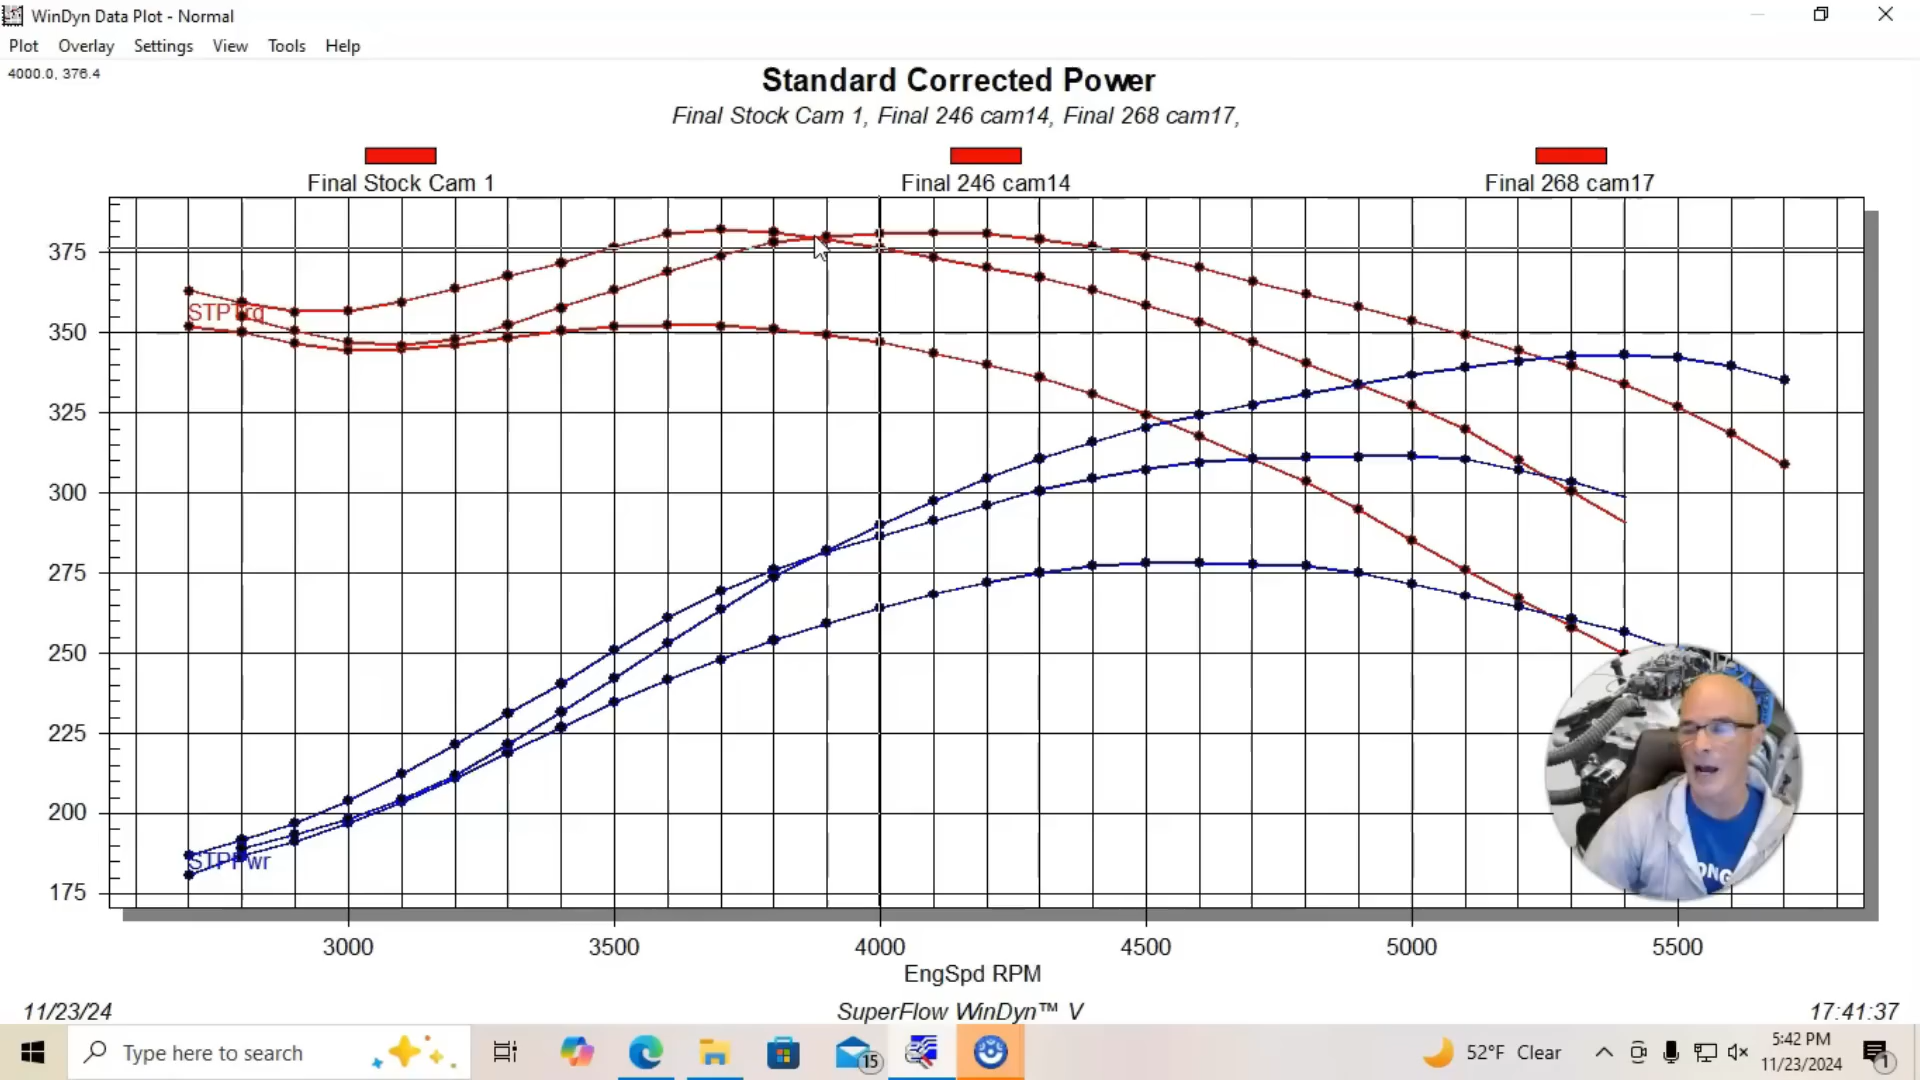 WinDyn Data Plot - Normal
Plot Overlay Settings View Tools Help
4000.0, 376.4
Standard Corrected Power
Final Stock Cam 1, Final 246 cam14, Final 268 cam17,
Final Stock Cam 1 Final 246 cam14 Final 268 cam17
375
STPTrq
350
325
300
275
250
225
200
STPPwr
175
3000 3500 4000 4500 5000 5500
EngSpd RPM
11/23/24 SuperFlow WinDyn™ V 17:41:37
Type here to search 15 52°F Clear 5:42 PM
11/23/2024 1